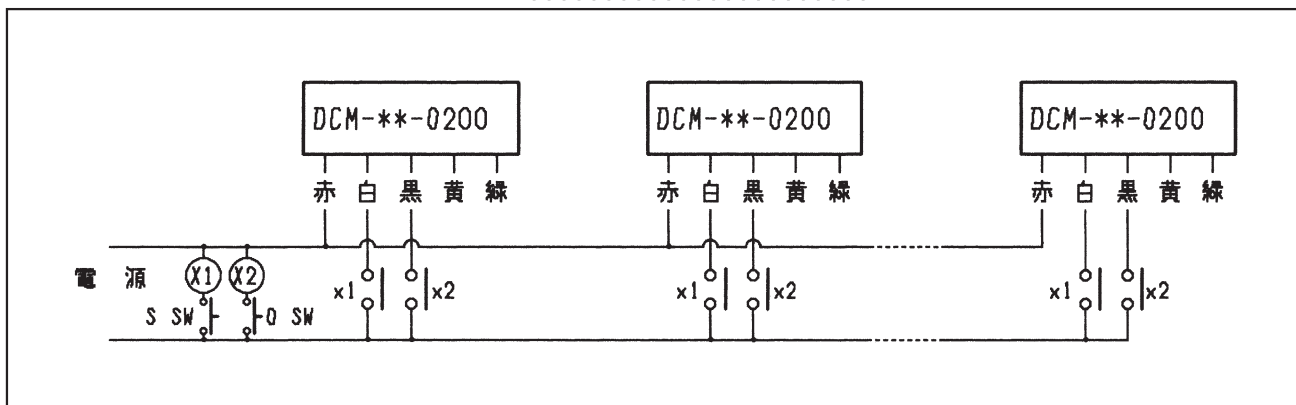 DCM-**-0200 DCM-**-0200 DCM-**-0200
赤 白 黒 黄 緑 赤 白 黒 黄 緑 赤 白 黒 黄 緑
電 源 X1 X2 x1 x2 x1 x2 x1 x2
S SW O SW